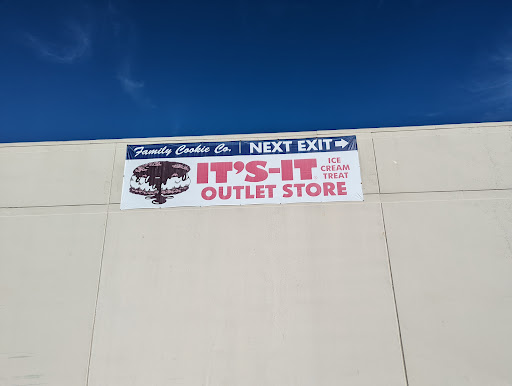 Family Cookie Co. | NEXT EXIT →
IT'S-IT
ICE
CREAM
TREAT
OUTLET STORE